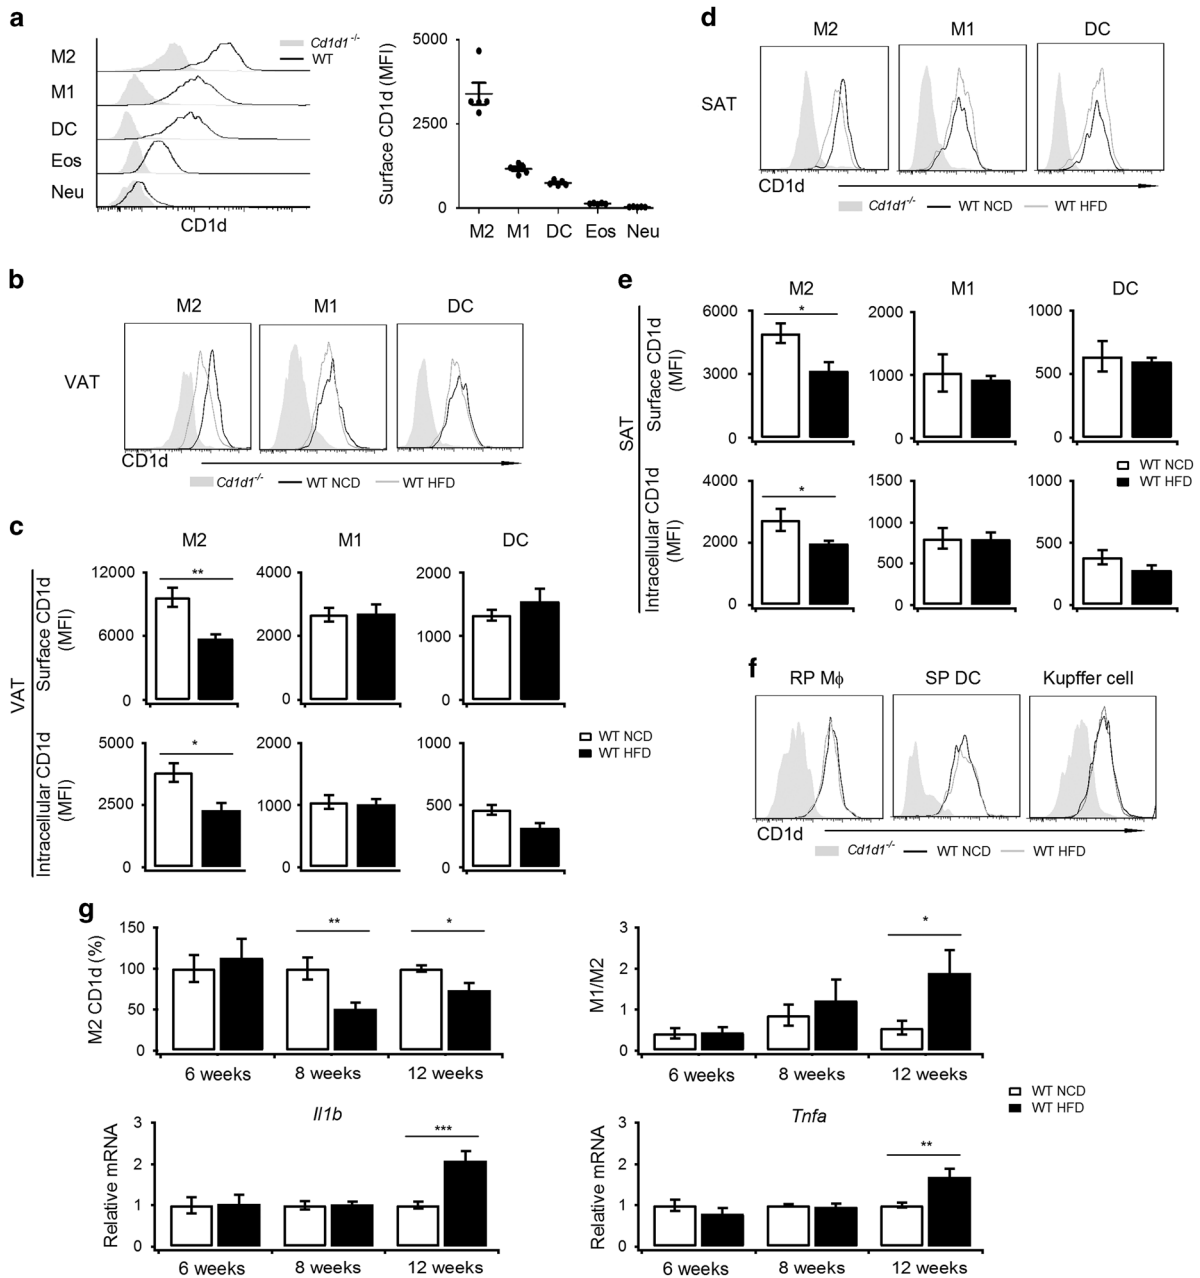 a
M2
M1
DC
Eos
Neu
CD1d
Cd1d1-/-
WT
Surface CD1d (MFI)
5000
2500
0
M2 M1 DC Eos Neu
b
M2 M1 DC
VAT
CD1d
Cd1d1-/- WT NCD WT HFD
c
M2 M1 DC
VAT
Surface CD1d
(MFI)
12000
6000
0
**
4000
2000
0
2000
1000
0
Intracellular CD1d
(MFI)
5000
2500
0
*
2000
1000
0
1000
500
0
WT NCD
WT HFD
d
M2 M1 DC
SAT
CD1d
Cd1d1-/- WT NCD WT HFD
e
M2 M1 DC
SAT
Surface CD1d
(MFI)
6000
3000
0
*
2000
1000
0
1000
500
0
WT NCD
WT HFD
Intracellular CD1d
(MFI)
4000
2000
0
*
1500
1000
500
0
1000
500
0
f
RP Mϕ SP DC Kupffer cell
CD1d
Cd1d1-/- WT NCD WT HFD
g
M2 CD1d (%)
150
100
50
0
** *
6 weeks 8 weeks 12 weeks
M1/M2
3
2
1
0
*
6 weeks 8 weeks 12 weeks
WT NCD
WT HFD
Il1b
Relative mRNA
3
2
1
0
***
6 weeks 8 weeks 12 weeks
Tnfa
Relative mRNA
3
2
1
0
**
6 weeks 8 weeks 12 weeks